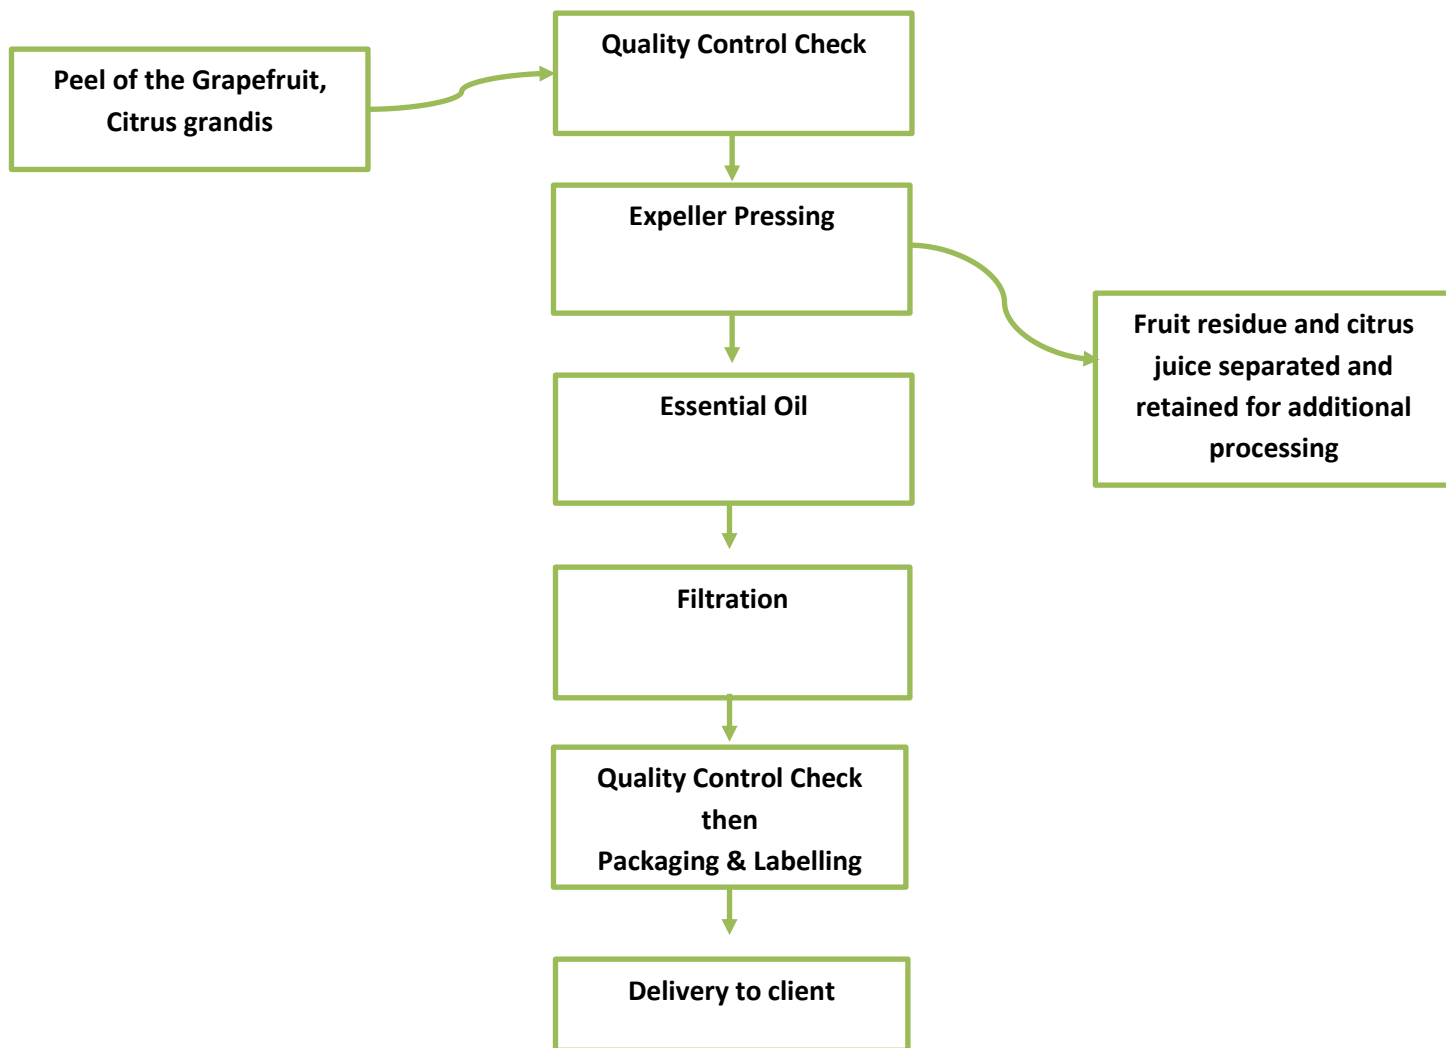 Peel of the Grapefruit,
Citrus grandis
Quality Control Check
Expeller Pressing
Fruit residue and citrus
juice separated and
retained for additional
processing
Essential Oil
Filtration
Quality Control Check
then
Packaging & Labelling
Delivery to client